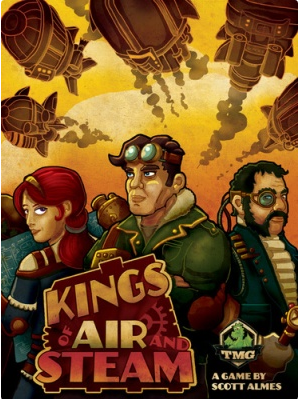 KINGS
OF AIR AND
STEAM
TMG
A GAME BY
SCOTT ALMES